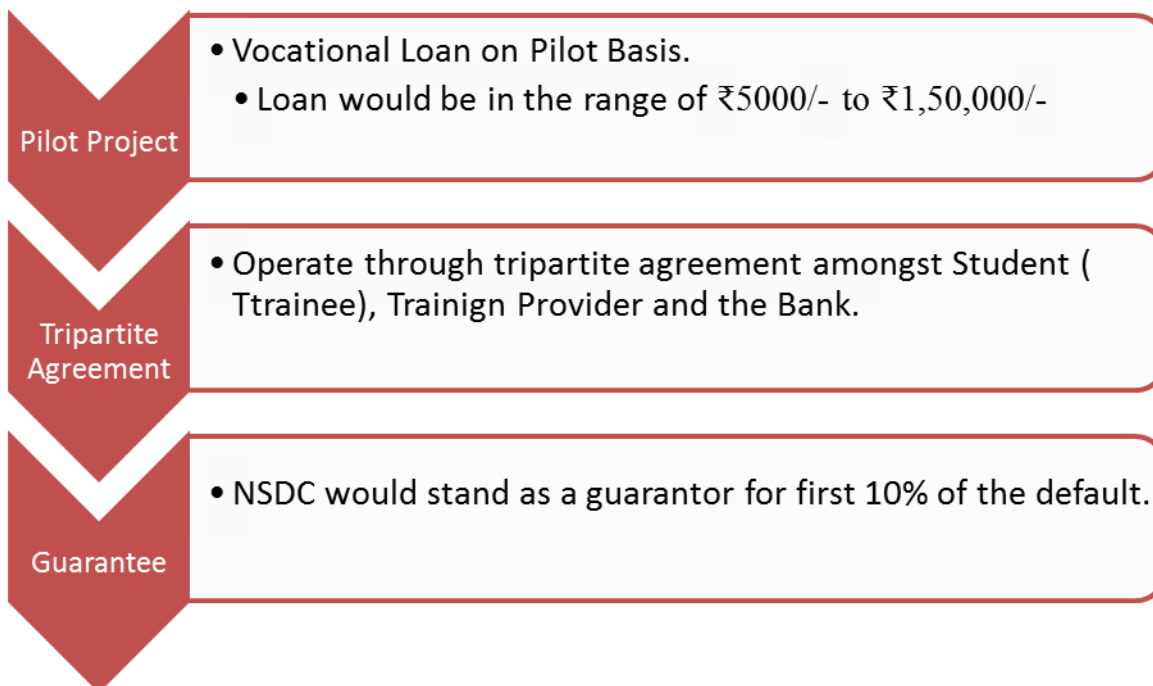 Pilot Project
• Vocational Loan on Pilot Basis.
• Loan would be in the range of ₹5000/- to ₹1,50,000/-
Tripartite
Agreement
• Operate through tripartite agreement amongst Student (
Ttrainee), Trainign Provider and the Bank.
Guarantee
• NSDC would stand as a guarantor for first 10% of the default.